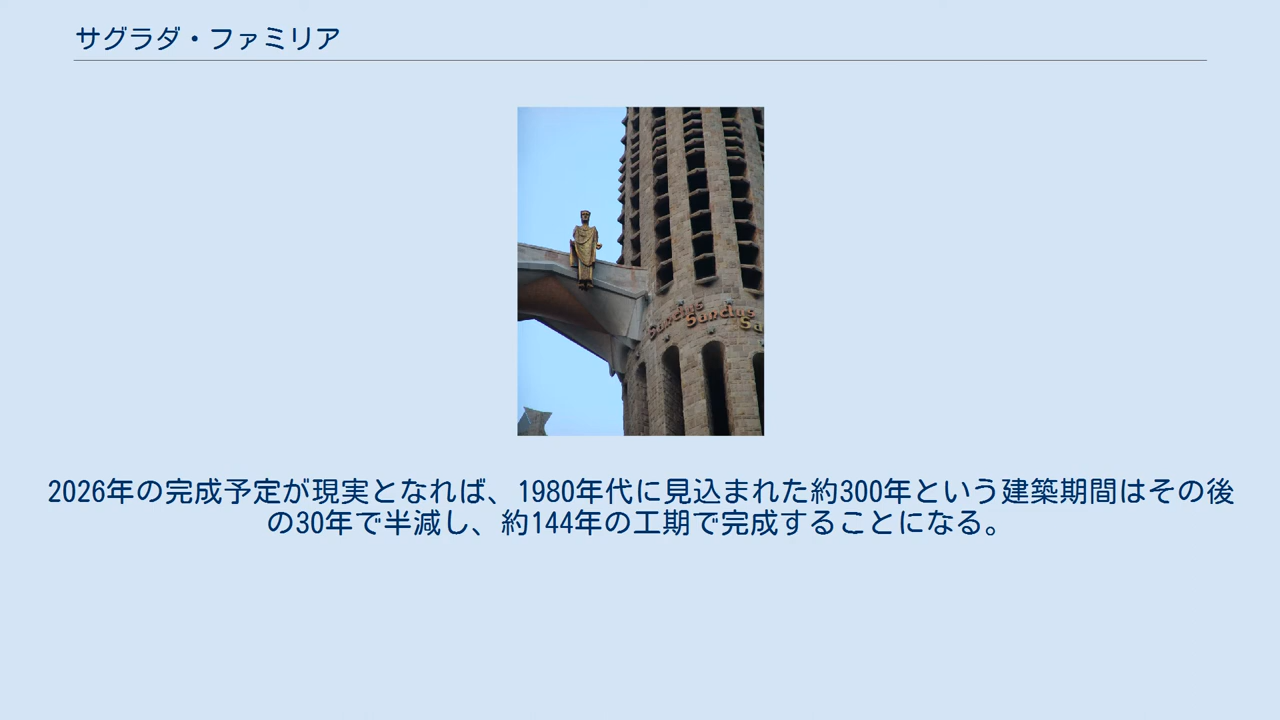 サグラダ・ファミリア
Sanctus Sanctus Sa
2026年の完成予定が現実となれば、1980年代に見込まれた約300年という建築期間はその後
の30年で半減し、約144年の工期で完成することになる。